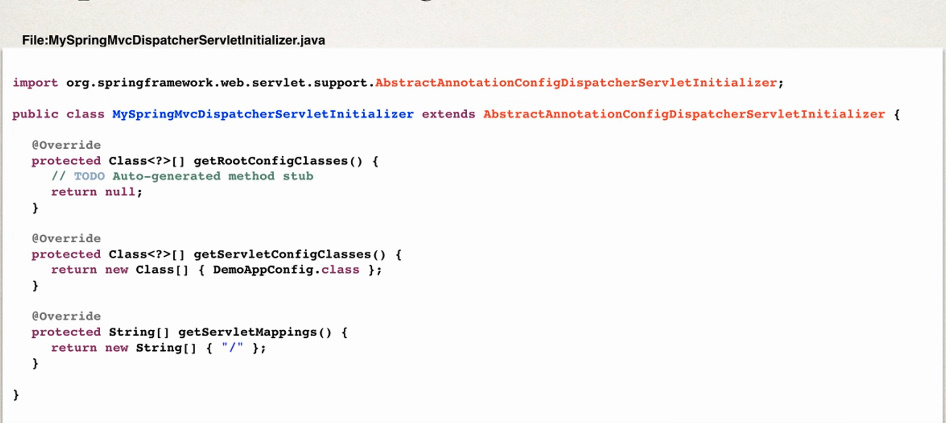 File:MySpringMvcDispatcherServletInitializer.java
import org.springframework.web.servlet.support.AbstractAnnotationConfigDispatcherServletInitializer;
public class MySpringMvcDispatcherServletInitializer extends AbstractAnnotationConfigDispatcherServletInitializer {
@Override
protected Class<?>[] getRootConfigClasses() {
// TODO Auto-generated method stub
return null;
}
@Override
protected Class<?>[] getServletConfigClasses() {
return new Class[] { DemoAppConfig.class };
}
@Override
protected String[] getServletMappings() {
return new String[] { "/" };
}
}